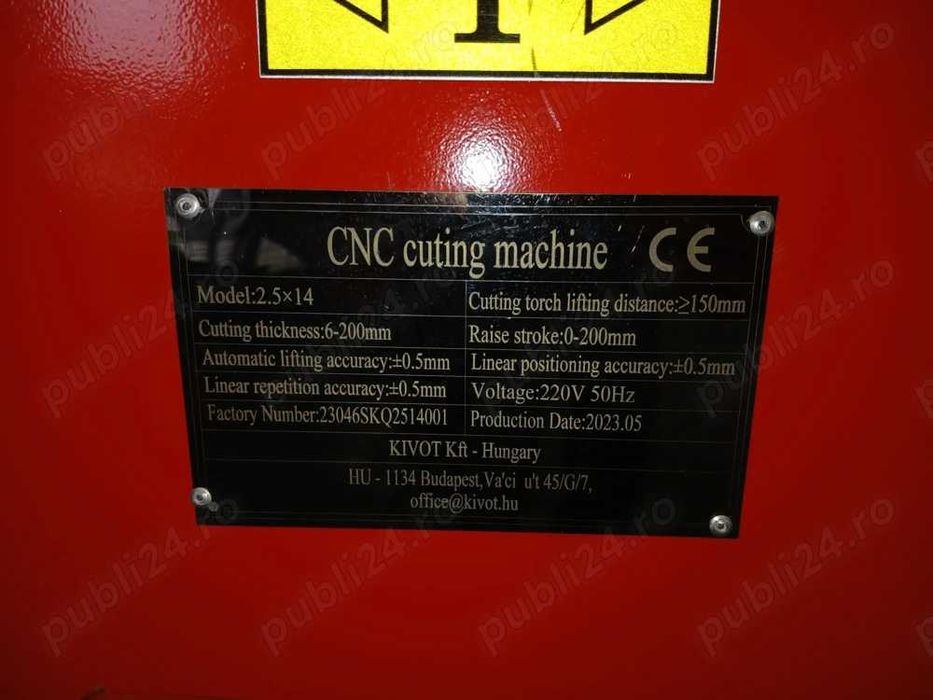 CNC cuting machine CE
Model:2.5×14
Cutting torch lifting distance:≥150mm
Cutting thickness:6-200mm
Raise stroke:0-200mm
Automatic lifting accuracy:±0.5mm
Linear positioning accuracy:±0.5mm
Linear repetition accuracy:±0.5mm
Voltage:220V 50Hz
Factory Number:23046SKQ2514001
Production Date:2023.05
KIVOT Kft - Hungary
HU - 1134 Budapest,Va'ci u't 45/G/7,
office@kivot.hu
publi24.ro